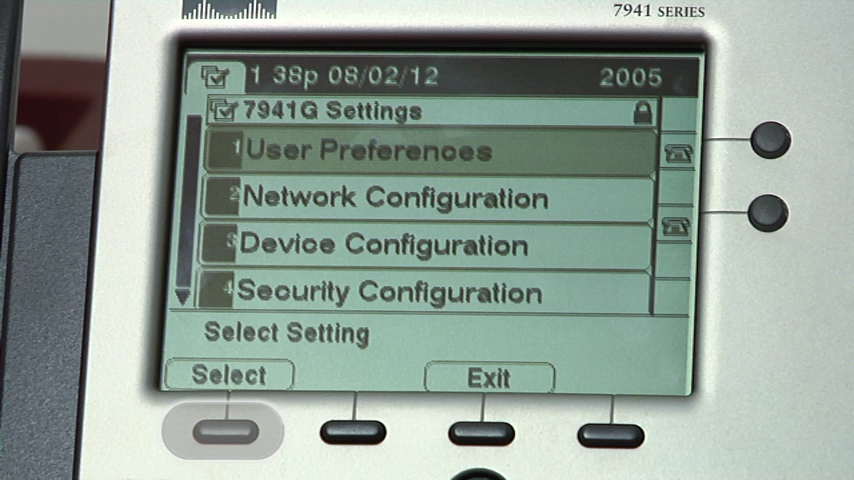 7941 SERIES
1 38p 08/02/12 2005
7941G Settings
1 User Preferences
2 Network Configuration
3 Device Configuration
4 Security Configuration
Select Setting
Select Exit